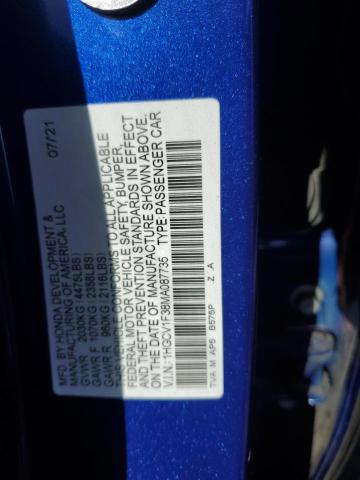 MFD. BY HONDA DEVELOPMENT & 07/21
MANUFACTURING OF AMERICA, LLC
GVWR 2030KG (4475LBS)
GAWR F 1070KG (2358LBS)
GAWR R 960KG (2116LBS)
THIS VEHICLE CONFORMS TO ALL APPLICABLE
FEDERAL MOTOR VEHICLE SAFETY, BUMPER,
AND THEFT PREVENTION STANDARDS IN EFFECT
ON THE DATE OF MANUFACTURE SHOWN ABOVE.
V.I.N.: 1HGCV1F38MA087735 TYPE: PASSENGER CAR
TVA M AP5 B575P Z A